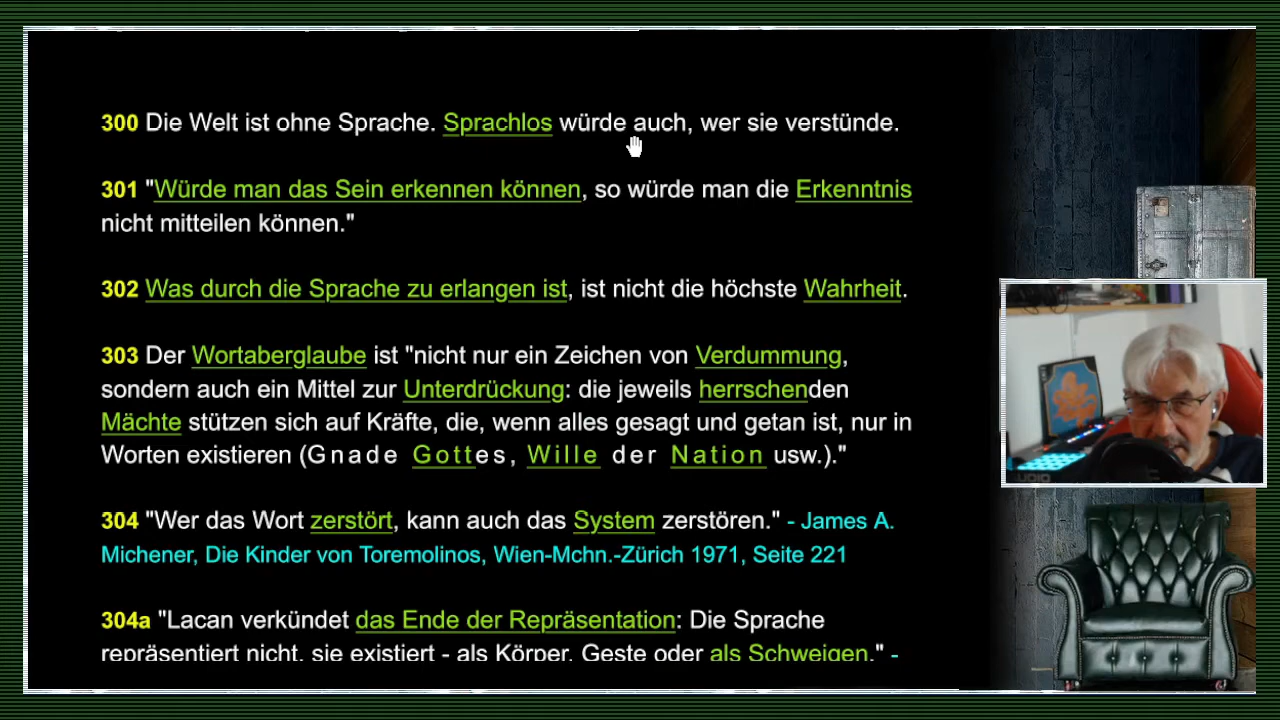 300 Die Welt ist ohne Sprache. Sprachlos würde auch, wer sie verstünde.
301 "Würde man das Sein erkennen können, so würde man die Erkenntnis
nicht mitteilen können."
302 Was durch die Sprache zu erlangen ist, ist nicht die höchste Wahrheit.
303 Der Wortaberglaube ist "nicht nur ein Zeichen von Verdummung,
sondern auch ein Mittel zur Unterdrückung: die jeweils herrschenden
Mächte stützen sich auf Kräfte, die, wenn alles gesagt und getan ist, nur in
Worten existieren (Gnade Gottes, Wille der Nation usw.)."
304 "Wer das Wort zerstört, kann auch das System zerstören." - James A.
Michener, Die Kinder von Toremolinos, Wien-Mchn.-Zürich 1971, Seite 221
304a "Lacan verkündet das Ende der Repräsentation: Die Sprache
repräsentiert nicht, sie existiert - als Körper, Geste oder als Schweigen." -